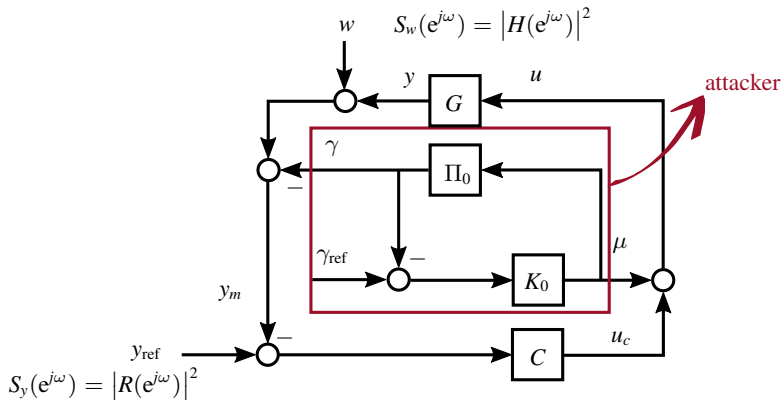 w
S_w(e^{jω}) = |H(e^{jω})|^2
y
G
u
attacker
γ
Π_0
−
−
γ_ref
K_0
μ
y_m
−
y_ref
C
u_c
S_y(e^{jω}) = |R(e^{jω})|^2